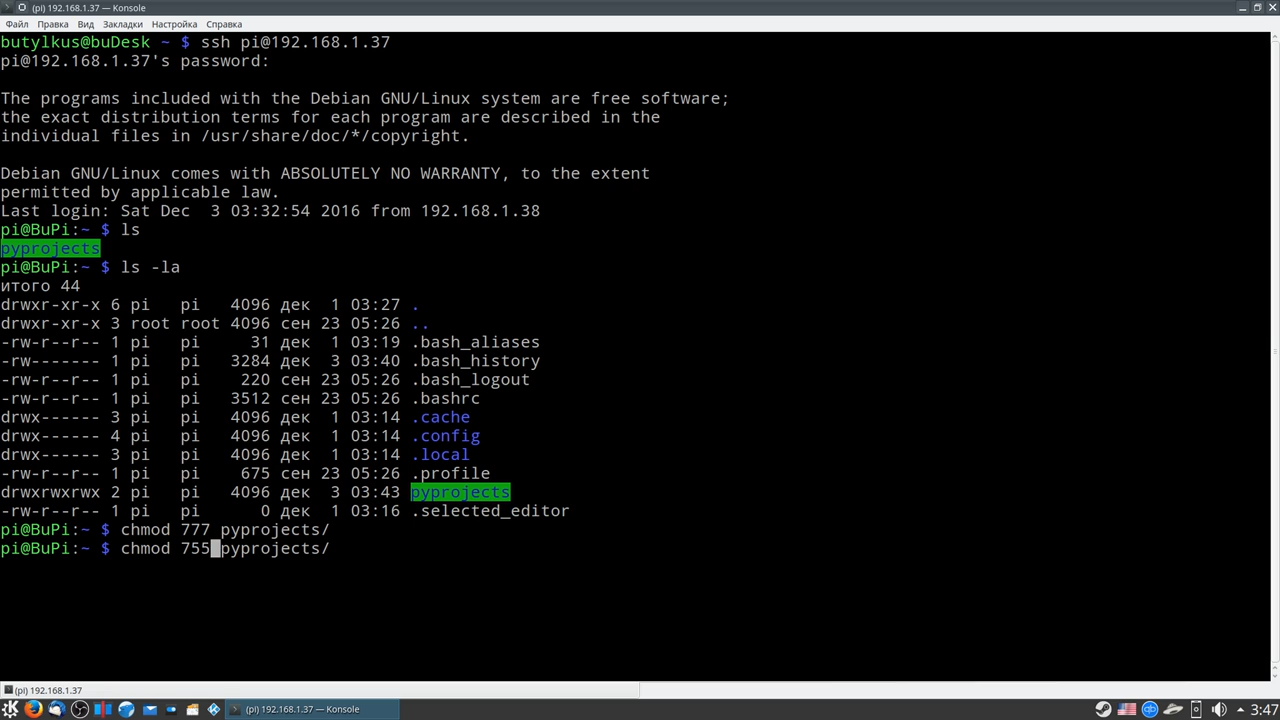 (pi) 192.168.1.37 — Konsole
Файл Правка Вид Закладки Настройка Справка
butylkus@buDesk ~ $ ssh pi@192.168.1.37
pi@192.168.1.37's password:
The programs included with the Debian GNU/Linux system are free software;
the exact distribution terms for each program are described in the
individual files in /usr/share/doc/*/copyright.
Debian GNU/Linux comes with ABSOLUTELY NO WARRANTY, to the extent
permitted by applicable law.
Last login: Sat Dec  3 03:32:54 2016 from 192.168.1.38
pi@BuPi:~ $ ls
pyprojects
pi@BuPi:~ $ ls -la
итого 44
drwxr-xr-x 6 pi   pi   4096 дек  1 03:27 .
drwxr-xr-x 3 root root 4096 сен 23 05:26 ..
-rw-r--r-- 1 pi   pi     31 дек  1 03:19 .bash_aliases
-rw------- 1 pi   pi   3284 дек  3 03:40 .bash_history
-rw-r--r-- 1 pi   pi    220 сен 23 05:26 .bash_logout
-rw-r--r-- 1 pi   pi   3512 сен 23 05:26 .bashrc
drwx------ 3 pi   pi   4096 дек  1 03:14 .cache
drwx------ 4 pi   pi   4096 дек  1 03:14 .config
drwx------ 3 pi   pi   4096 дек  1 03:14 .local
-rw-r--r-- 1 pi   pi    675 сен 23 05:26 .profile
drwxrwxrwx 2 pi   pi   4096 дек  3 03:43 pyprojects
-rw-r--r-- 1 pi   pi      0 дек  1 03:16 .selected_editor
pi@BuPi:~ $ chmod 777 pyprojects/
pi@BuPi:~ $ chmod 755 pyprojects/
(pi) 192.168.1.37
(pi) 192.168.1.37 — Konsole
3:47